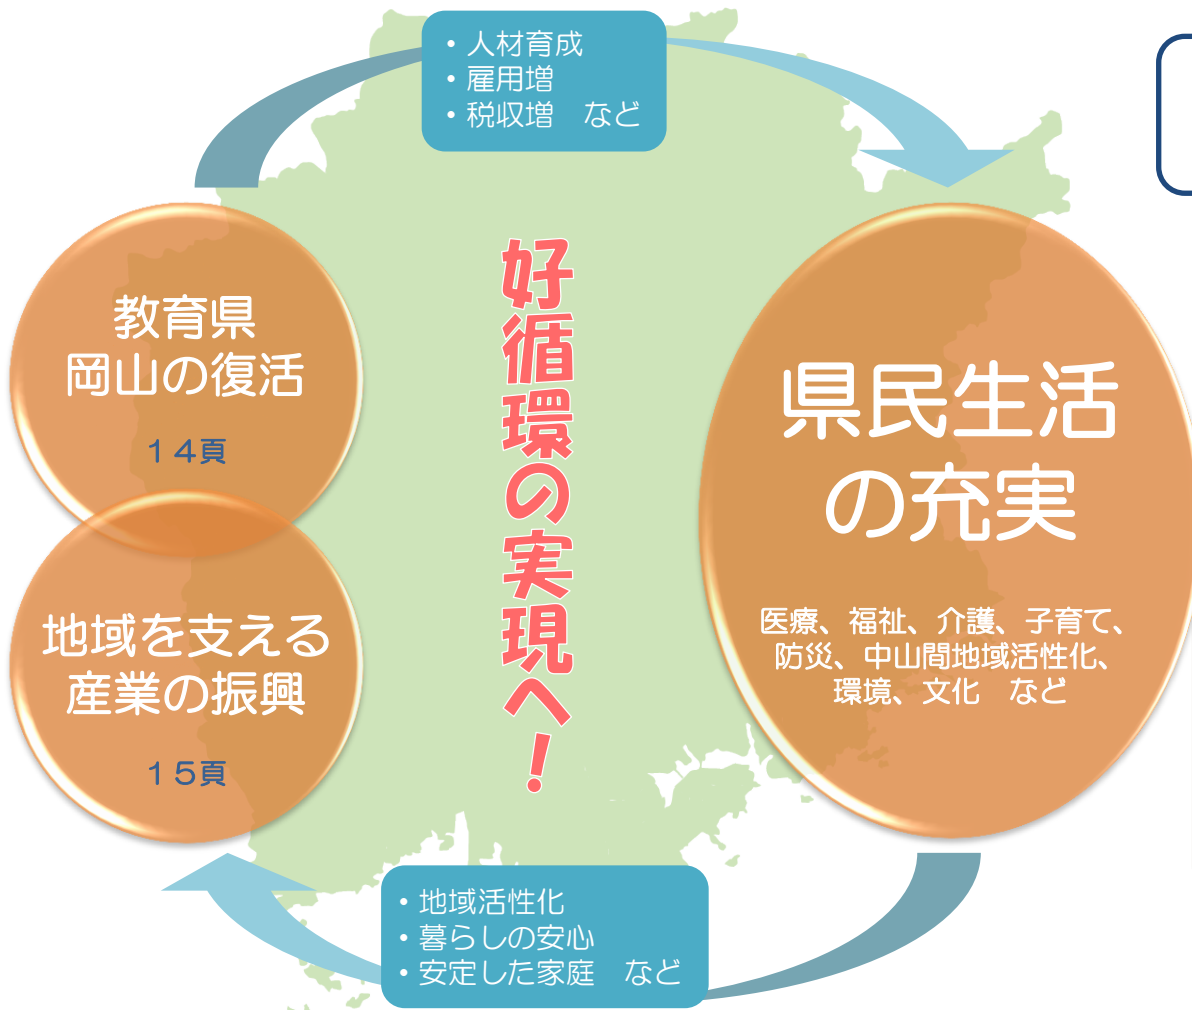 ・人材育成
・雇用増
・税収増　など
教育県
岡山の復活
１４頁
地域を支える
産業の振興
１５頁
好循環の実現へ！
県民生活
の充実
医療、福祉、介護、子育て、
防災、中山間地域活性化、
環境、文化　など
・地域活性化
・暮らしの安心
・安定した家庭　など